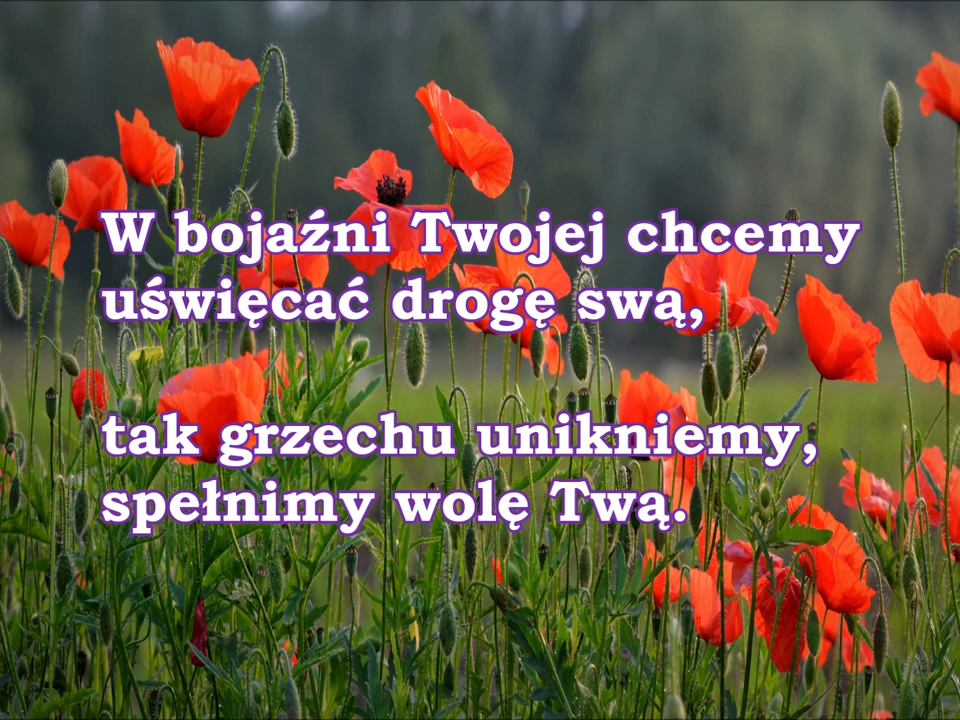 W bojaźni Twojej chcemy
uświęcać drogę swą,
tak grzechu unikniemy,
spełnimy wolę Twą.